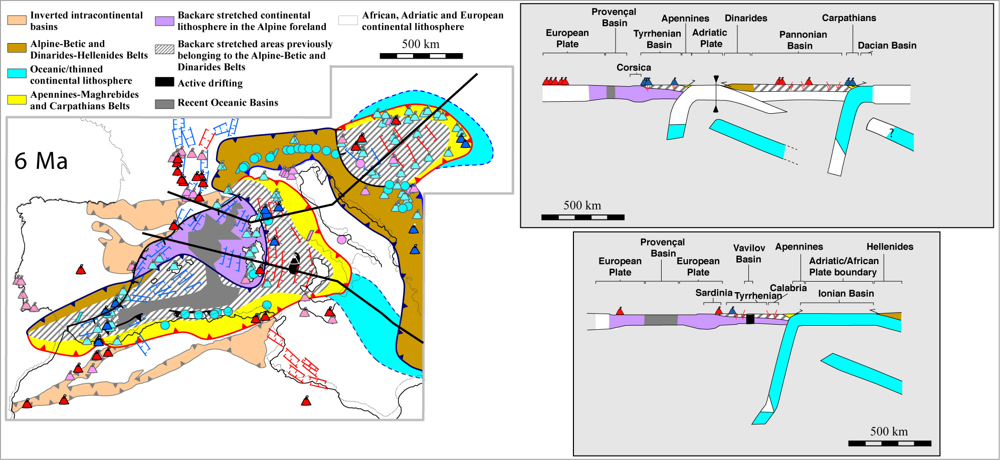 Inverted intracontinental
basins
Alpine-Betic and
Dinarides-Hellenides Belts
Oceanic/thinned
continental lithosphere
Apennines-Maghrebides
and Carpathians Belts
Backarc stretched continental
lithosphere in the Alpine foreland
Backarc stretched areas previously
belonging to the Alpine-Betic and
Dinarides Belts
Active drifting
Recent Oceanic Basins
African, Adriatic and European
continental lithosphere
500 km
6 Ma
Provençal
Basin
Apennines
Dinarides
Carpathians
European
Plate
Tyrrhenian
Basin
Adriatic
Plate
Pannonian
Basin
Dacian Basin
Corsica
?
500 km
Provençal
Basin
Vavilov
Basin
Apennines
Hellenides
European
Plate
European
Plate
Adriatic/African
Plate boundary
Sardinia
Tyrrhenian
Calabria
Ionian Basin
500 km